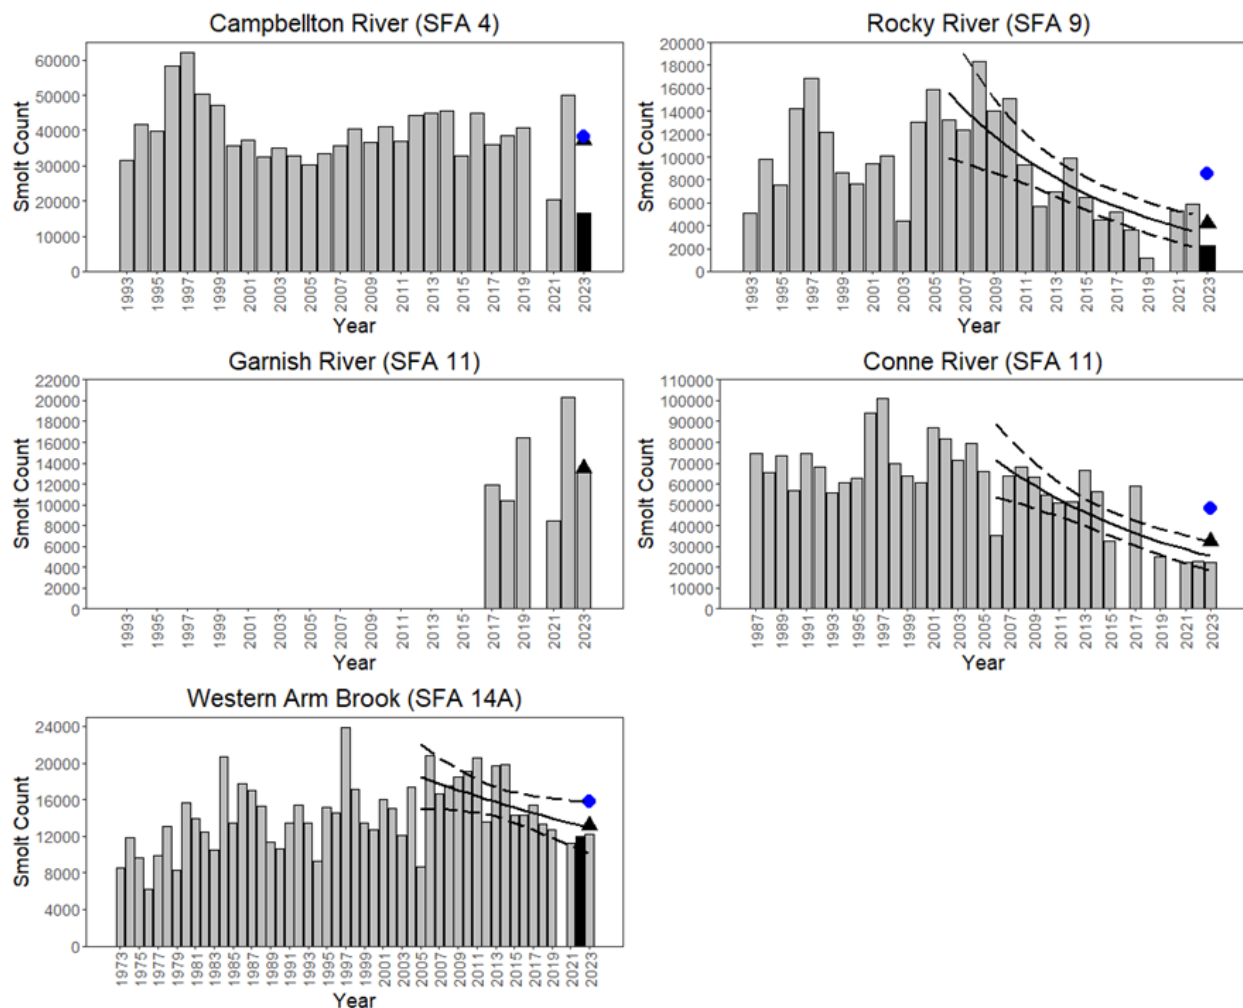 Campbellton River (SFA 4)
Smolt Count
60000
50000
40000
30000
20000
10000
0
1993 1995 1997 1999 2001 2003 2005 2007 2009 2011 2013 2015 2017 2019 2021 2023
Year
Rocky River (SFA 9)
Smolt Count
20000
18000
16000
14000
12000
10000
8000
6000
4000
2000
0
1993 1995 1997 1999 2001 2003 2005 2007 2009 2011 2013 2015 2017 2019 2021 2023
Year
Garnish River (SFA 11)
Smolt Count
22000
20000
18000
16000
14000
12000
10000
8000
6000
4000
2000
0
1993 1995 1997 1999 2001 2003 2005 2007 2009 2011 2013 2015 2017 2019 2021 2023
Year
Conne River (SFA 11)
Smolt Count
110000
100000
90000
80000
70000
60000
50000
40000
30000
20000
10000
0
1987 1989 1991 1993 1995 1997 1999 2001 2003 2005 2007 2009 2011 2013 2015 2017 2019 2021 2023
Year
Western Arm Brook (SFA 14A)
Smolt Count
24000
20000
16000
12000
8000
4000
0
1973 1975 1977 1979 1981 1983 1985 1987 1989 1991 1993 1995 1997 1999 2001 2003 2005 2007 2009 2011 2013 2015 2017 2019 2021 2023
Year